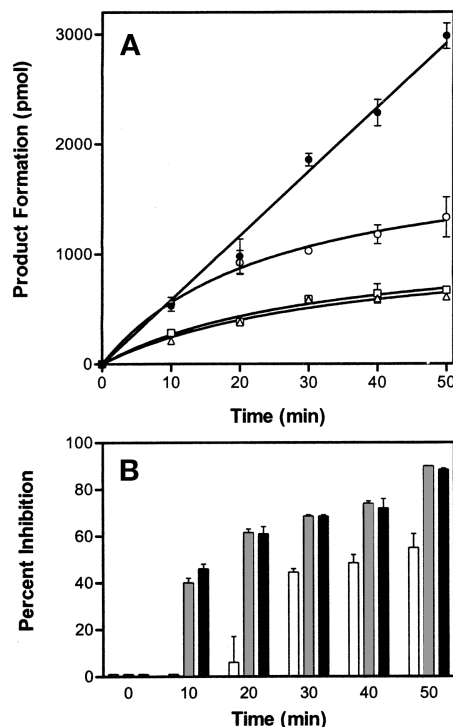 A
Product Formation (pmol)
3000
2000
1000
0
0 10 20 30 40 50
Time (min)
B
Percent Inhibition
100
80
60
40
20
0
0 10 20 30 40 50
Time (min)